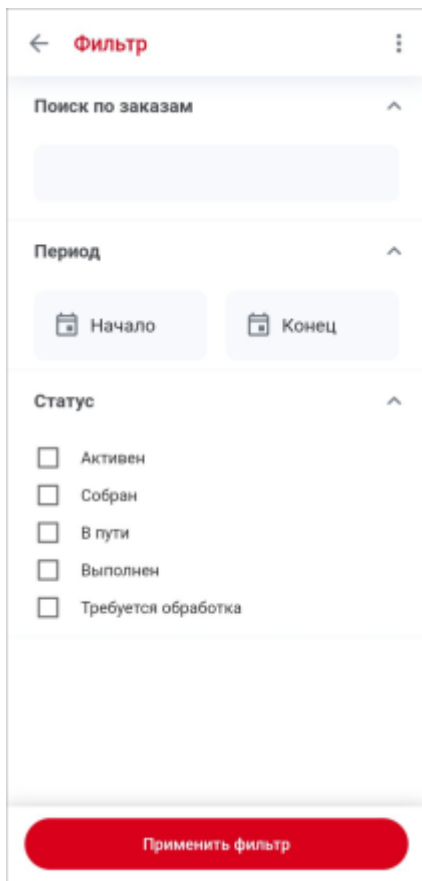 Фильтр
Поиск по заказам
Период
Начало Конец
Статус
Активен
Собран
В пути
Выполнен
Требуется обработка
Применить фильтр